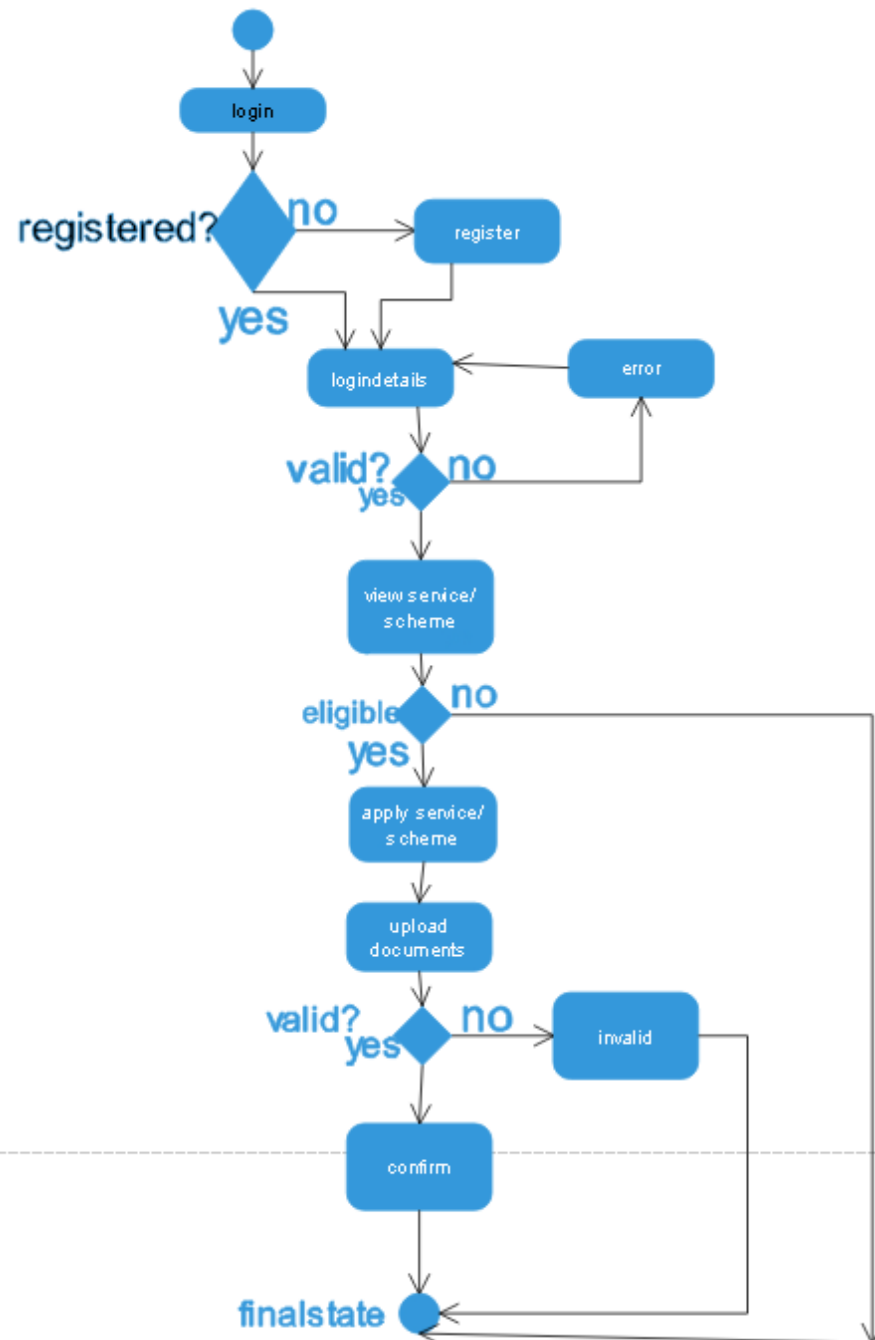 login
registered?
no
register
yes
logindetails
error
valid?
no
yes
view service/
scheme
eligible
no
yes
apply service/
scheme
upload
documents
valid?
no
yes
invalid
confirm
finalstate